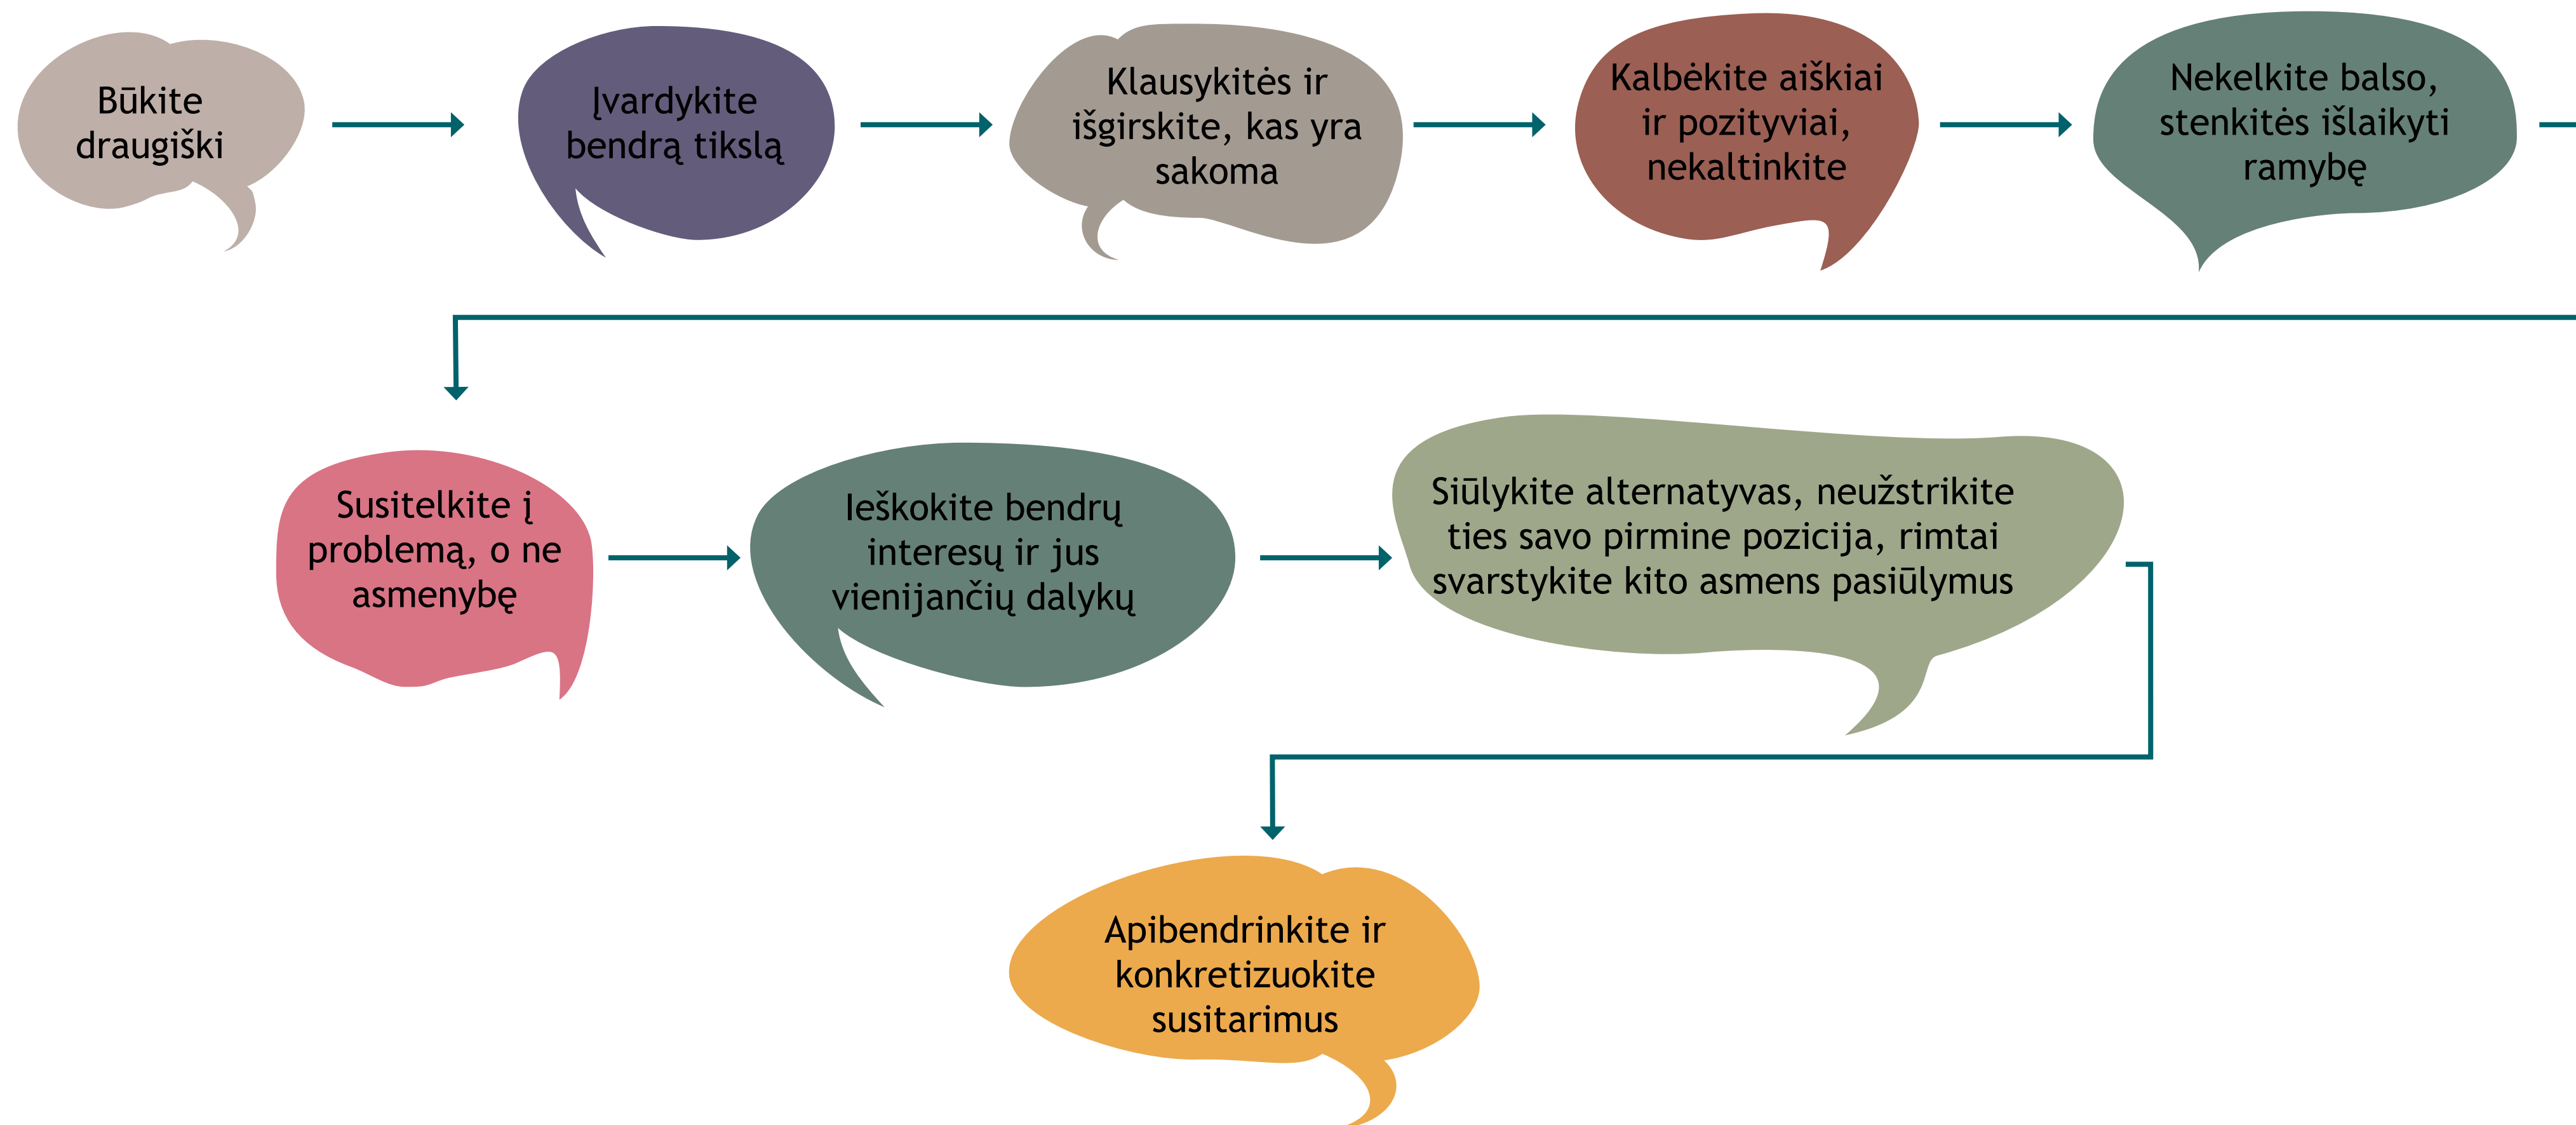 Būkite
draugiški
Įvardykite
bendrą tikslą
Klausykitės ir
išgirskite, kas yra
sakoma
Kalbėkite aiškiai
ir pozityviai,
nekaltinkite
Nekelkite balso,
stenkitės išlaikyti
ramybę
Susitelkite į
problemą, o ne
asmenybę
Ieškokite bendrų
interesų ir jus
vienijančių dalykų
Siūlykite alternatyvas, neužstrikite
ties savo pirmine pozicija, rimtai
svarstykite kito asmens pasiūlymus
Apibendrinkite ir
konkretizuokite
susitarimus